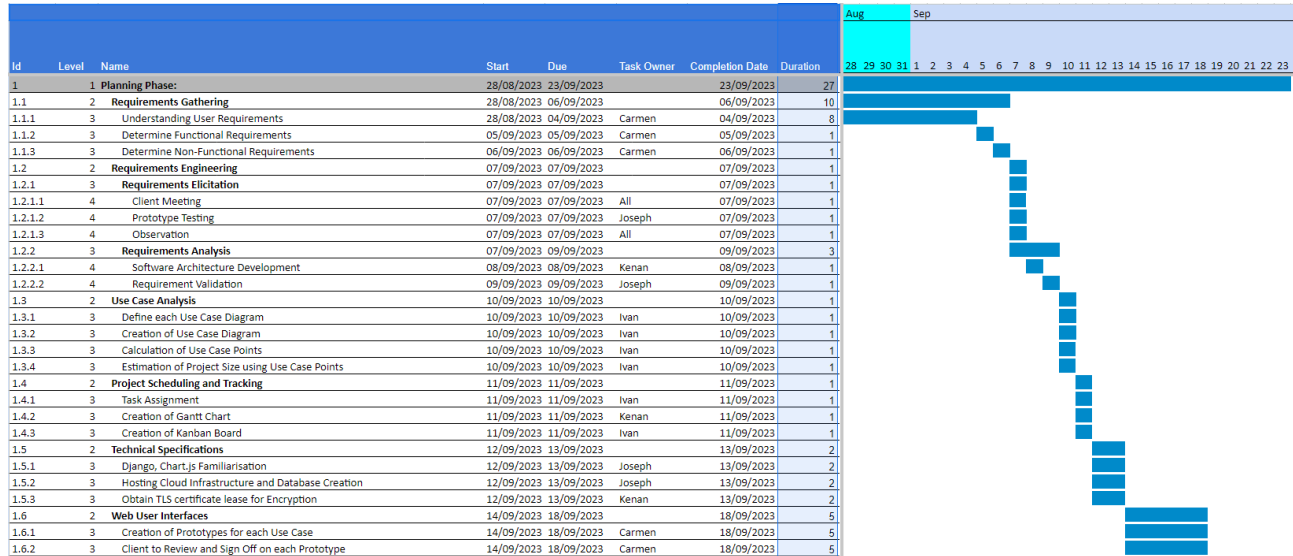 Aug Sep
Id Level Name Start Due Task Owner Completion Date Duration 28 29 30 31 1 2 3 4 5 6 7 8 9 10 11 12 13 14 15 16 17 18 19 20 21 22 23
1 1 Planning Phase: 28/08/2023 23/09/2023 23/09/2023 27
1.1 2 Requirements Gathering 28/08/2023 06/09/2023 06/09/2023 10
1.1.1 3 Understanding User Requirements 28/08/2023 04/09/2023 Carmen 04/09/2023 8
1.1.2 3 Determine Functional Requirements 05/09/2023 05/09/2023 Carmen 05/09/2023 1
1.1.3 3 Determine Non-Functional Requirements 06/09/2023 06/09/2023 Carmen 06/09/2023 1
1.2 2 Requirements Engineering 07/09/2023 07/09/2023 07/09/2023 1
1.2.1 3 Requirements Elicitation 07/09/2023 07/09/2023 07/09/2023 1
1.2.1.1 4 Client Meeting 07/09/2023 07/09/2023 All 07/09/2023 1
1.2.1.2 4 Prototype Testing 07/09/2023 07/09/2023 Joseph 07/09/2023 1
1.2.1.3 4 Observation 07/09/2023 07/09/2023 All 07/09/2023 1
1.2.2 3 Requirements Analysis 07/09/2023 09/09/2023 09/09/2023 3
1.2.2.1 4 Software Architecture Development 08/09/2023 08/09/2023 Kenan 08/09/2023 1
1.2.2.2 4 Requirement Validation 09/09/2023 09/09/2023 Joseph 09/09/2023 1
1.3 2 Use Case Analysis 10/09/2023 10/09/2023 10/09/2023 1
1.3.1 3 Define each Use Case Diagram 10/09/2023 10/09/2023 Ivan 10/09/2023 1
1.3.2 3 Creation of Use Case Diagram 10/09/2023 10/09/2023 Ivan 10/09/2023 1
1.3.3 3 Calculation of Use Case Points 10/09/2023 10/09/2023 Ivan 10/09/2023 1
1.3.4 3 Estimation of Project Size using Use Case Points 10/09/2023 10/09/2023 Ivan 10/09/2023 1
1.4 2 Project Scheduling and Tracking 11/09/2023 11/09/2023 11/09/2023 1
1.4.1 3 Task Assignment 11/09/2023 11/09/2023 Ivan 11/09/2023 1
1.4.2 3 Creation of Gantt Chart 11/09/2023 11/09/2023 Kenan 11/09/2023 1
1.4.3 3 Creation of Kanban Board 11/09/2023 11/09/2023 Ivan 11/09/2023 1
1.5 2 Technical Specifications 12/09/2023 13/09/2023 13/09/2023 2
1.5.1 3 Django, Chart.js Familiarisation 12/09/2023 13/09/2023 Joseph 13/09/2023 2
1.5.2 3 Hosting Cloud Infrastructure and Database Creation 12/09/2023 13/09/2023 Joseph 13/09/2023 2
1.5.3 3 Obtain TLS certificate lease for Encryption 12/09/2023 13/09/2023 Kenan 13/09/2023 2
1.6 2 Web User Interfaces 14/09/2023 18/09/2023 18/09/2023 5
1.6.1 3 Creation of Prototypes for each Use Case 14/09/2023 18/09/2023 Carmen 18/09/2023 5
1.6.2 3 Client to Review and Sign Off on each Prototype 14/09/2023 18/09/2023 Carmen 18/09/2023 5